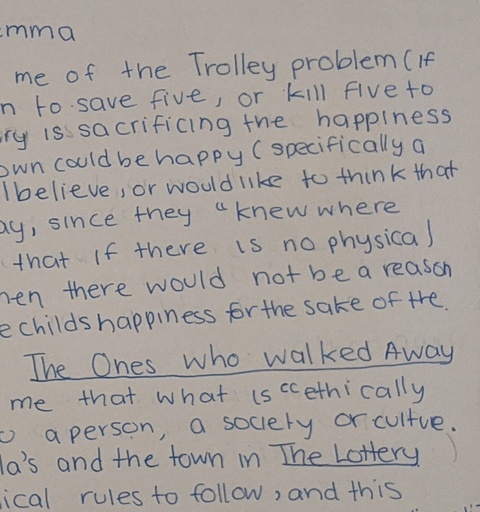 emma
me of the Trolley problem (if
n to save five, or kill five to
ry is sacrificing the happiness
own could be happy (specifically a
I believe, or would like to think that
ay, since they "knew where
that if there is no physical
hen there would not be a reason
e childs happiness for the sake of the.
The Ones who walked Away
me that what is "ethically
o a person, a society or cultue.
la's and the town in The Lottery
ical rules to follow, and this